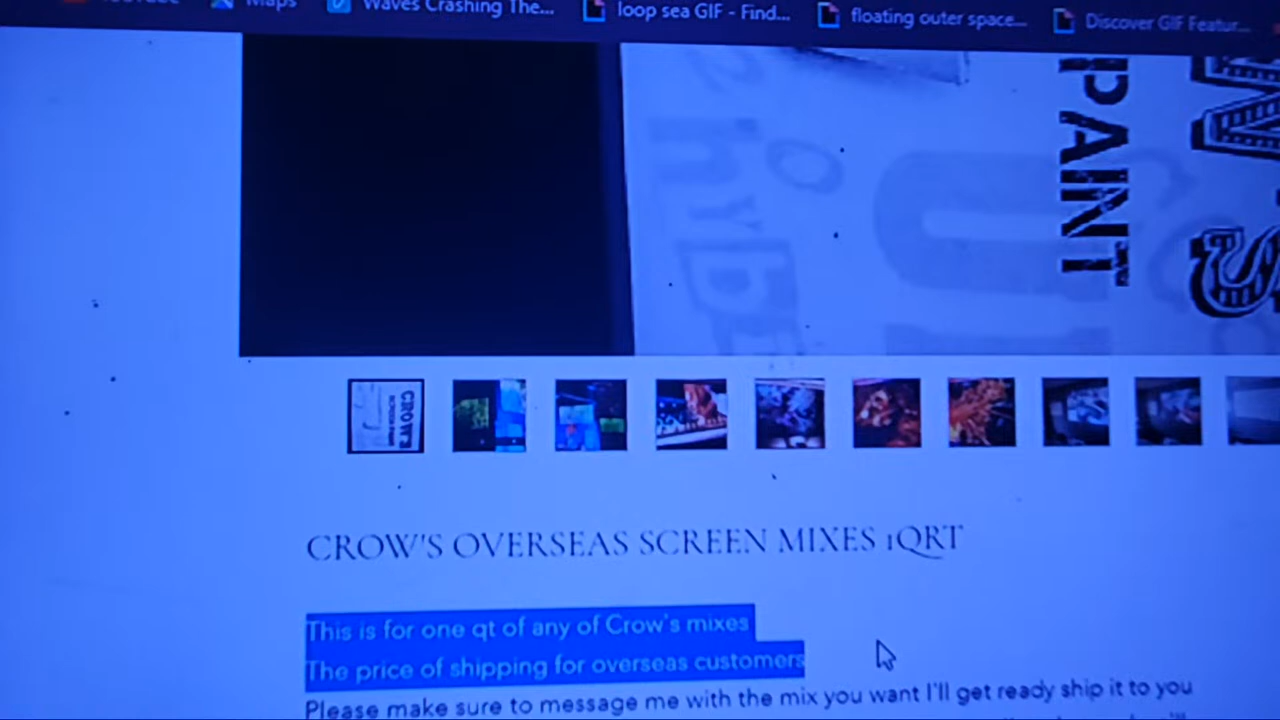 Maps
Waves Crashing The...
loop sea GIF - Find...
floating outer space...
Discover GIF Featur...
PAINT
CROW'S
CROW'S OVERSEAS SCREEN MIXES 1QRT
This is for one qt of any of Crow's mixes
The price of shipping for overseas customers
Please make sure to message me with the mix you want I'll get ready ship it to you